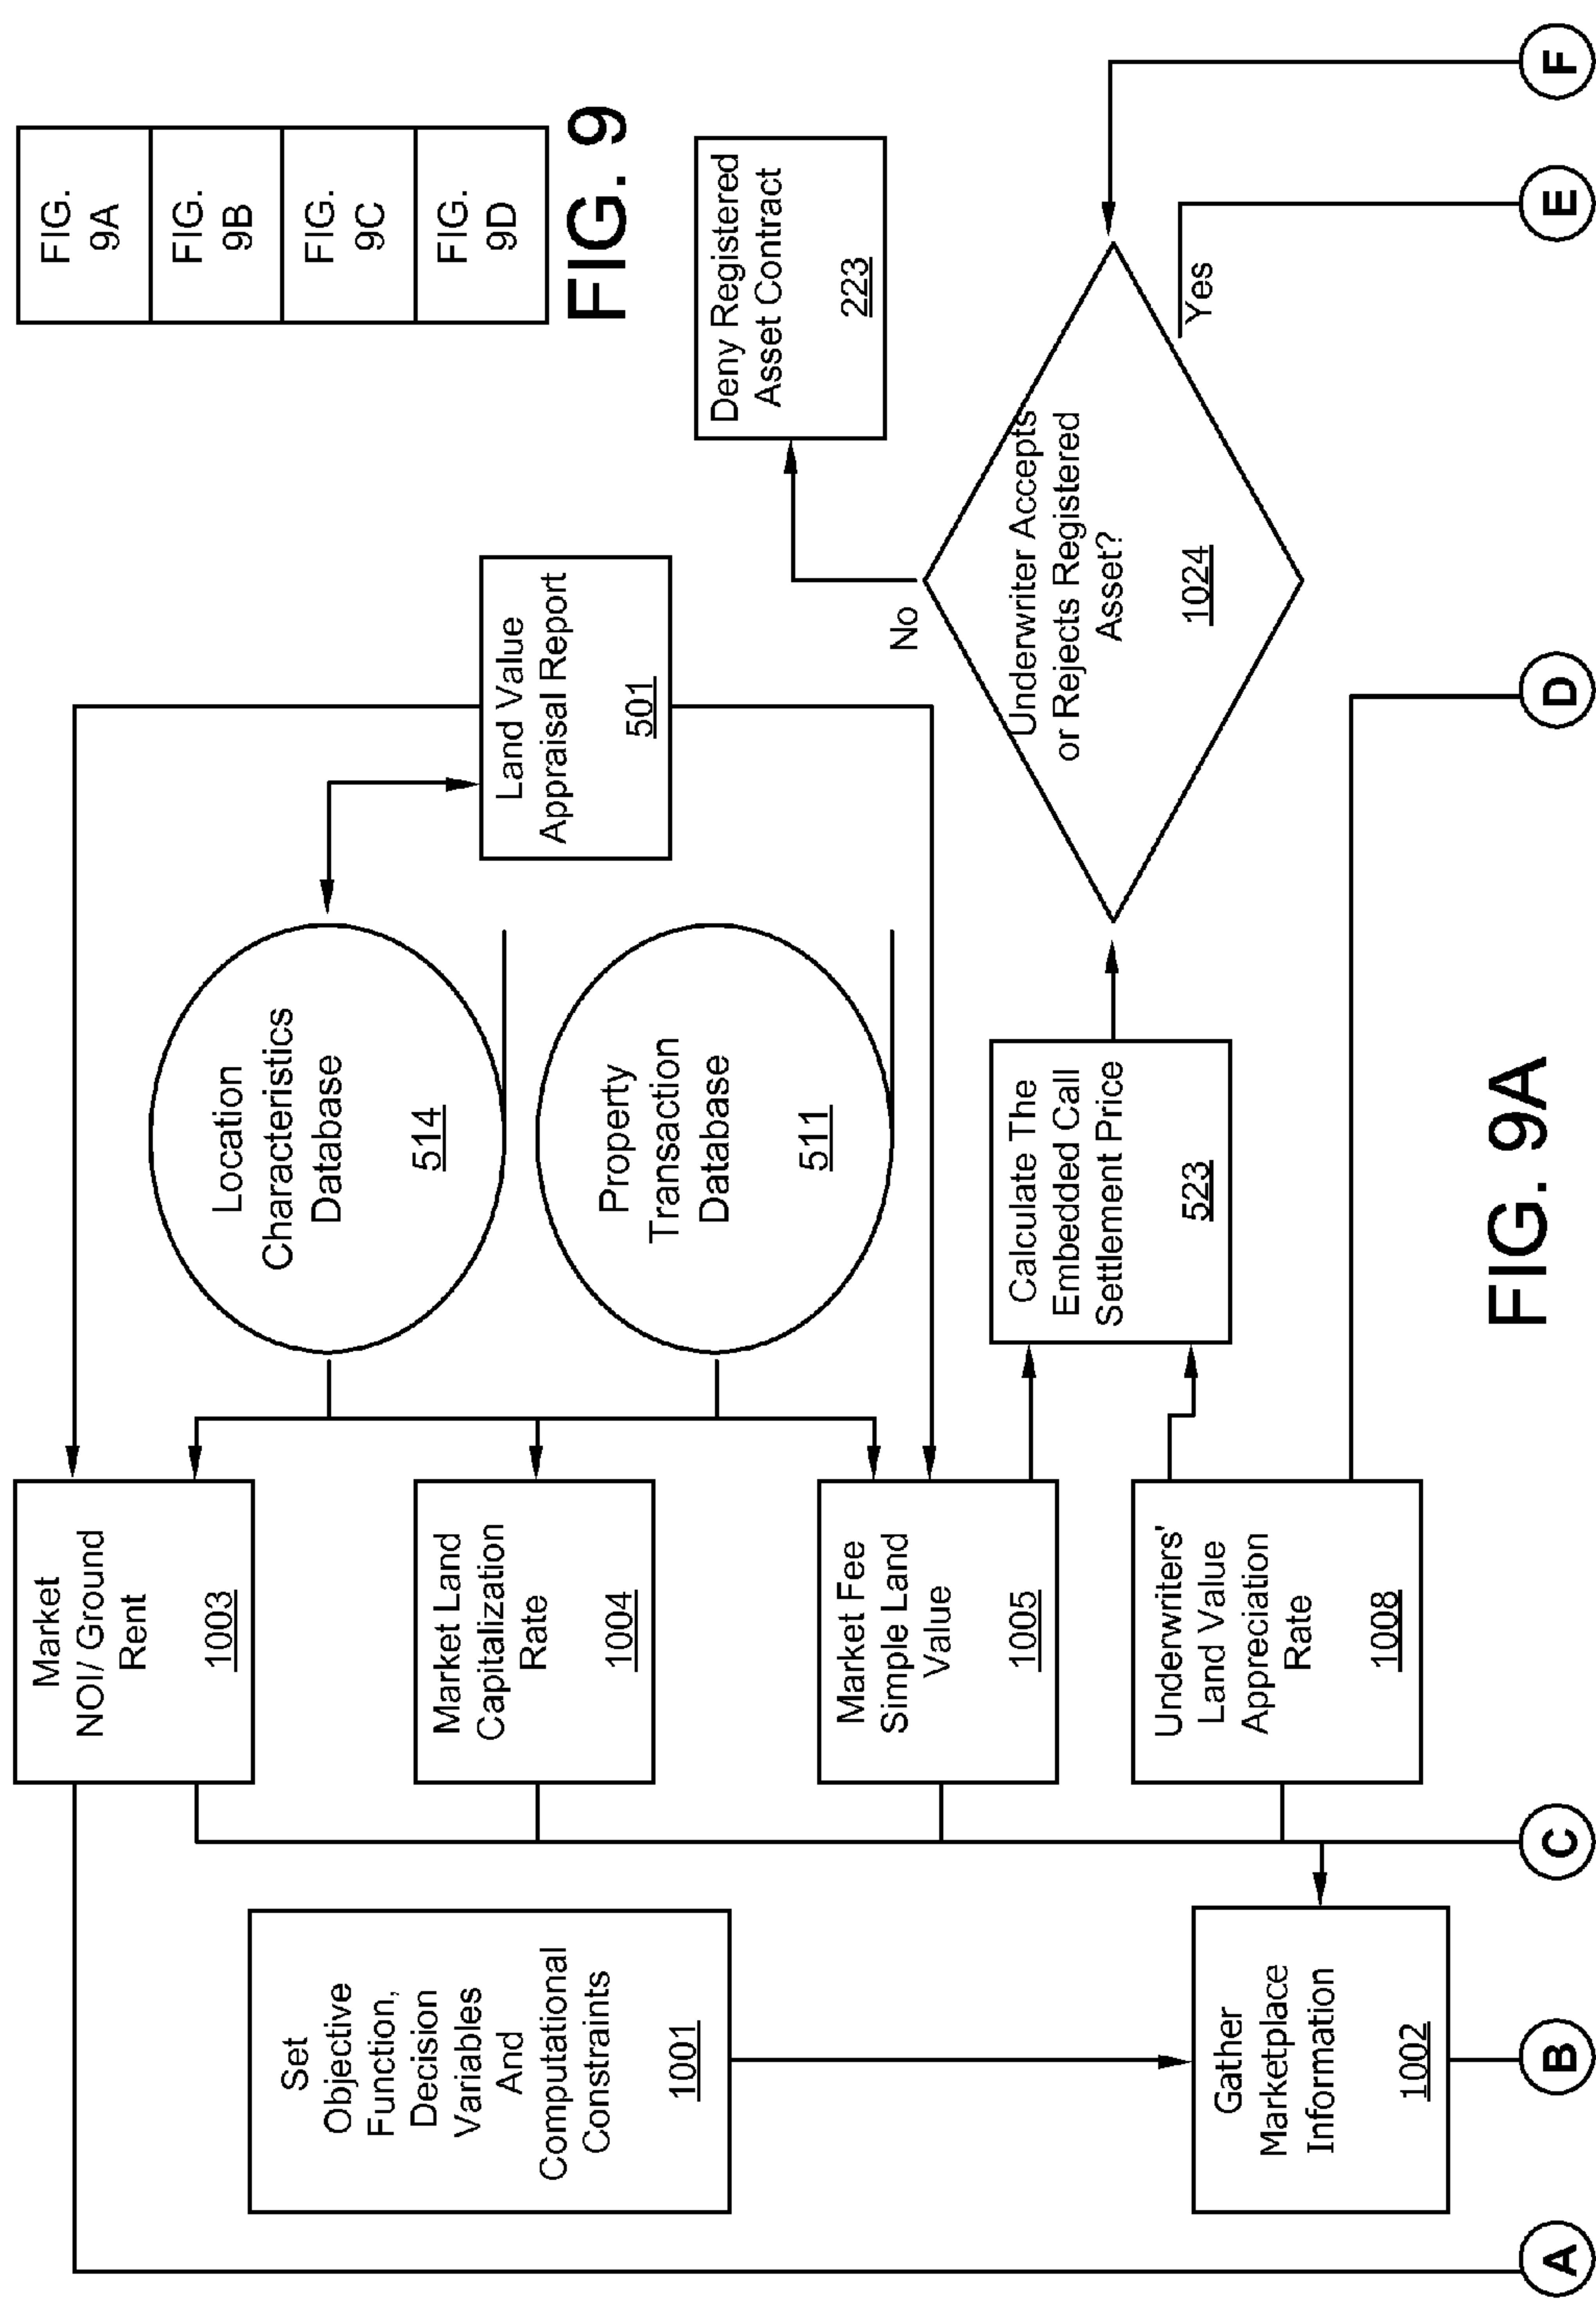 FIG.
9A
FIG.
9B
FIG.
9C
FIG.
9D
FIG. 9
Market
NOI/ Ground
Rent
1003
Set
Objective
Function,
Decision
Variables
And
Computational
Constraints
1001
Location
Characteristics
Database
514
Land Value
Appraisal Report
501
Market Land
Capitalization
Rate
1004
Property
Transaction
Database
511
Deny Registered
Asset Contract
223
No
Market Fee
Simple Land
Value
1005
Calculate The
Embedded Call
Settlement Price
523
Underwriter Accepts
or Rejects Registered
Asset?
1024
Yes
Underwriters'
Land Value
Appreciation
Rate
1008
Gather
Marketplace
Information
1002
A
B
C
D
E
F
FIG. 9A